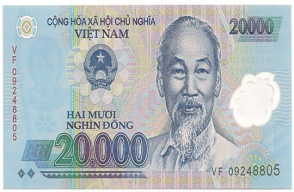 CỘNG HÒA XÃ HỘI CHỦ NGHĨA
VIỆT NAM
20000
20000
VF 09248805
HAI MƯƠI
NGHÌN ĐỒNG
20.000
VF 09248805